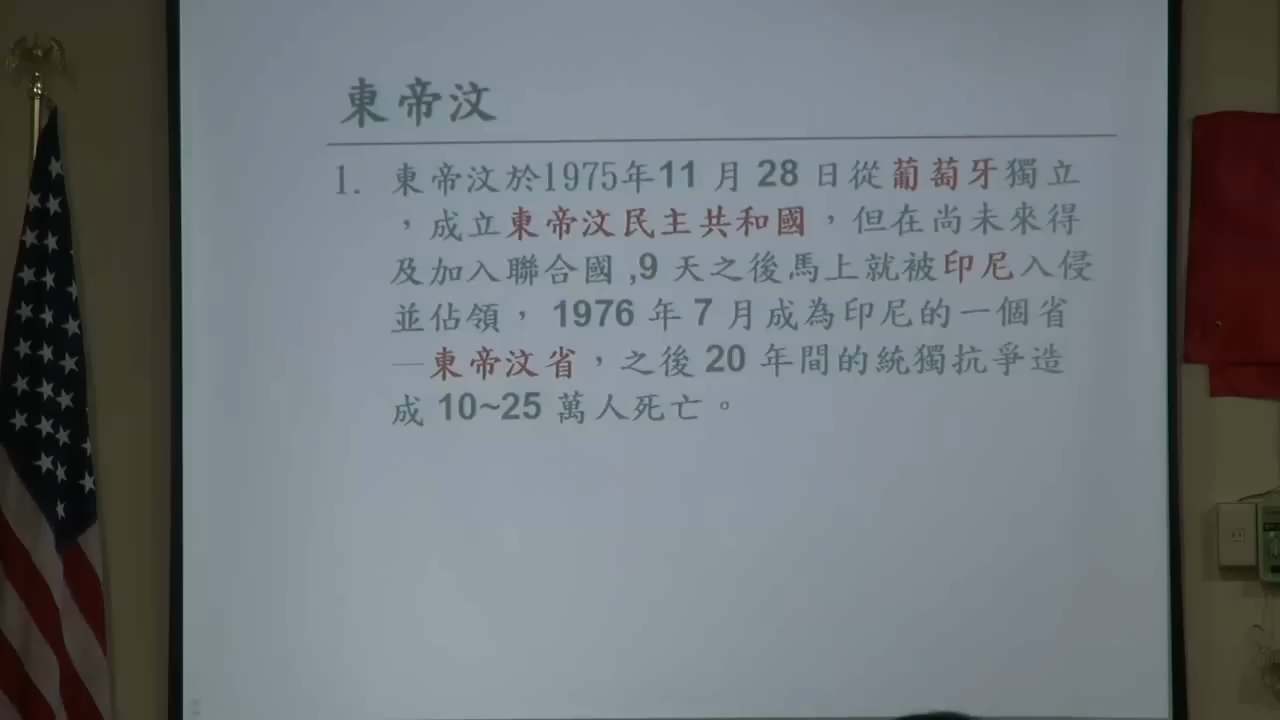 東帝汶
1. 東帝汶於1975年11 月 28 日從葡萄牙獨立
，成立東帝汶民主共和國，但在尚未來得
及加入聯合國 ,9 天之後馬上就被印尼入侵
並佔領， 1976 年 7 月成為印尼的一個省
—東帝汶省，之後 20 年間的統獨抗爭造
成 10~25 萬人死亡。